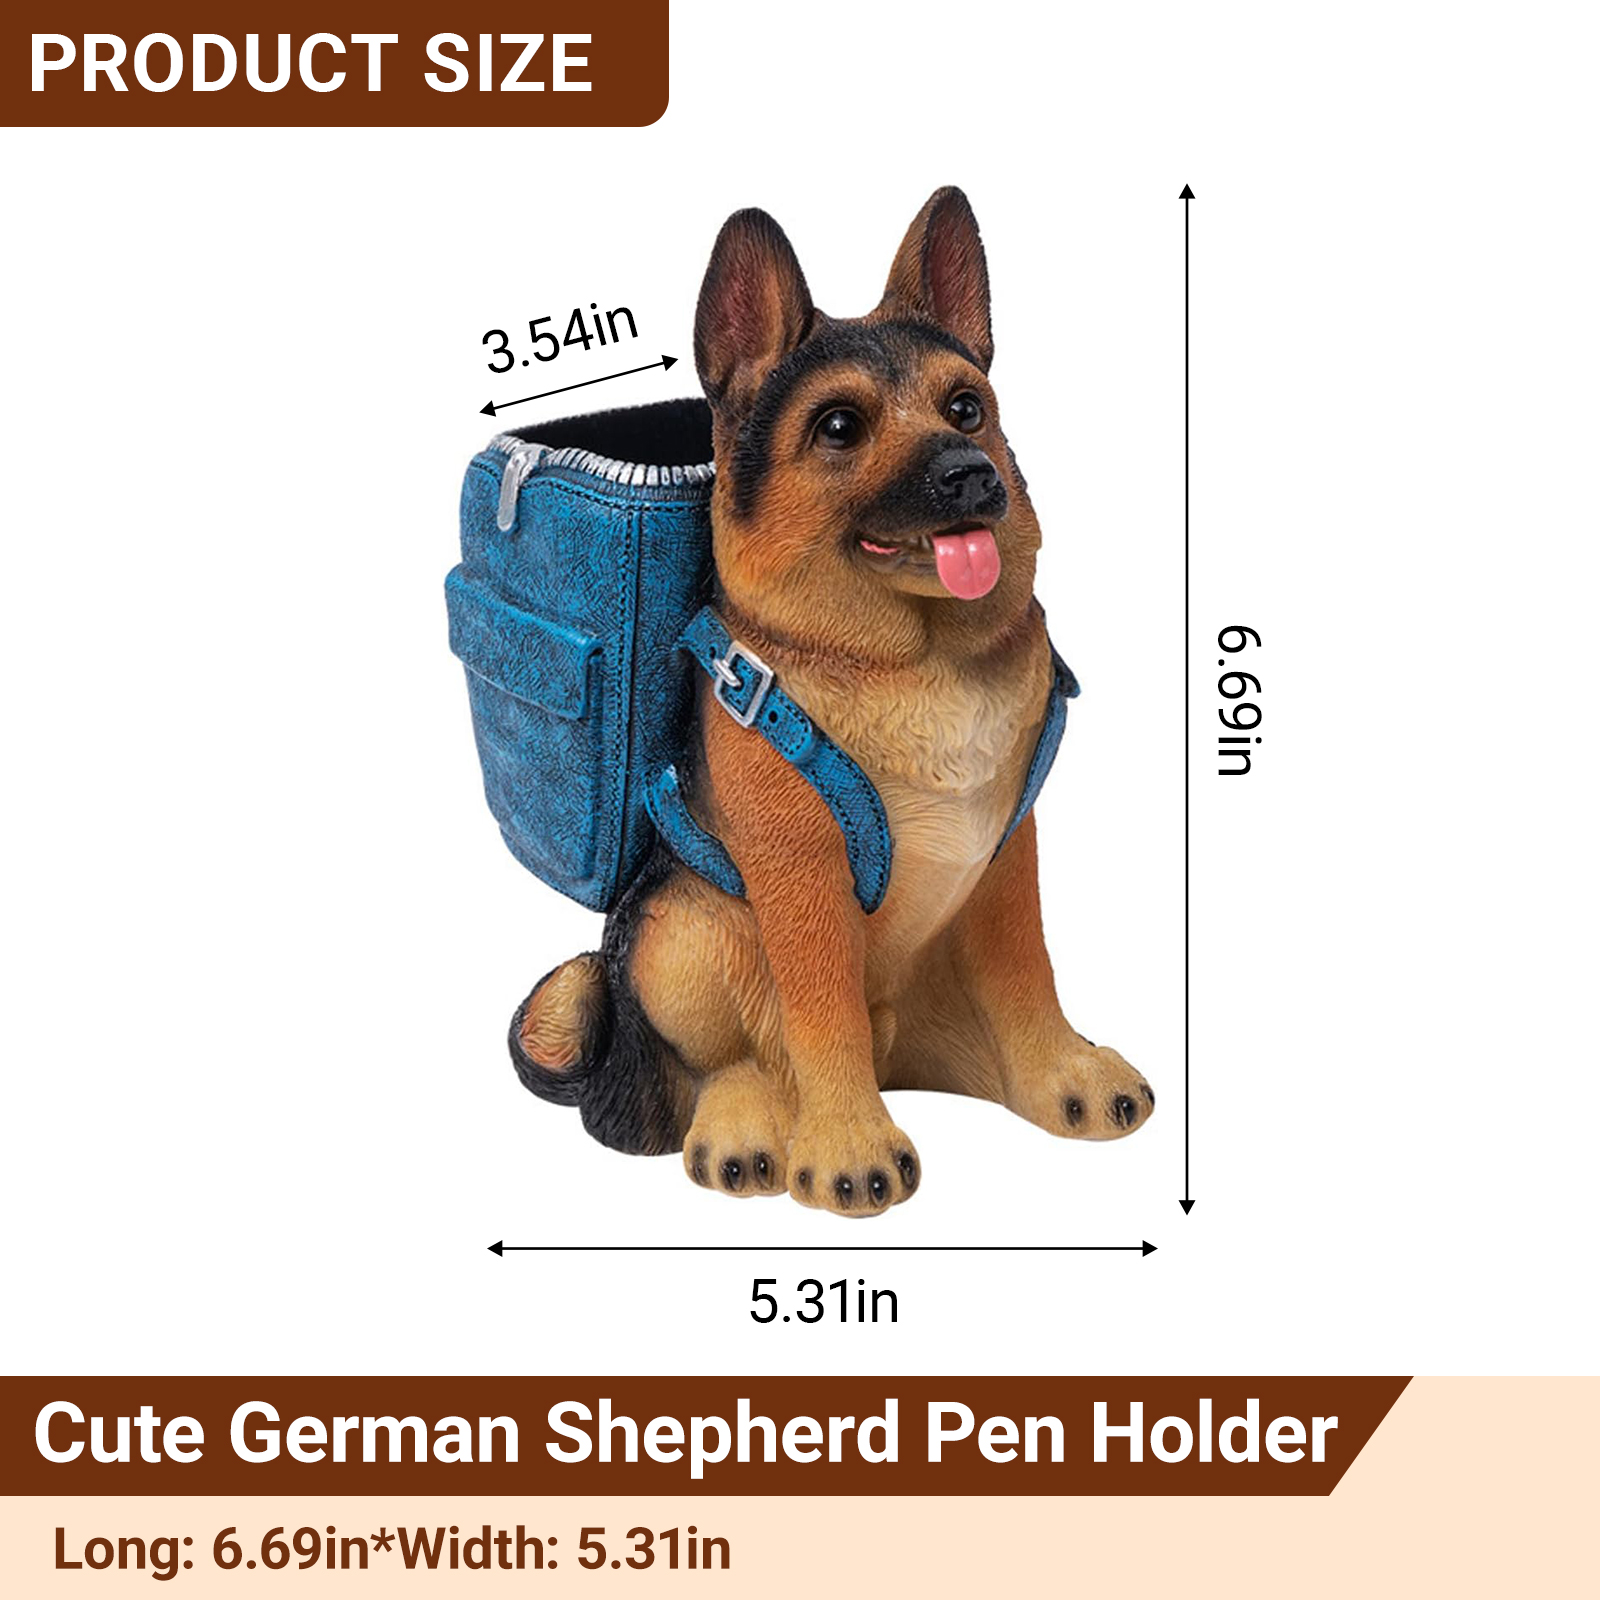 PRODUCT SIZE
3.54in
6.69in
5.31in
Cute German Shepherd Pen Holder
Long: 6.69in*Width: 5.31in